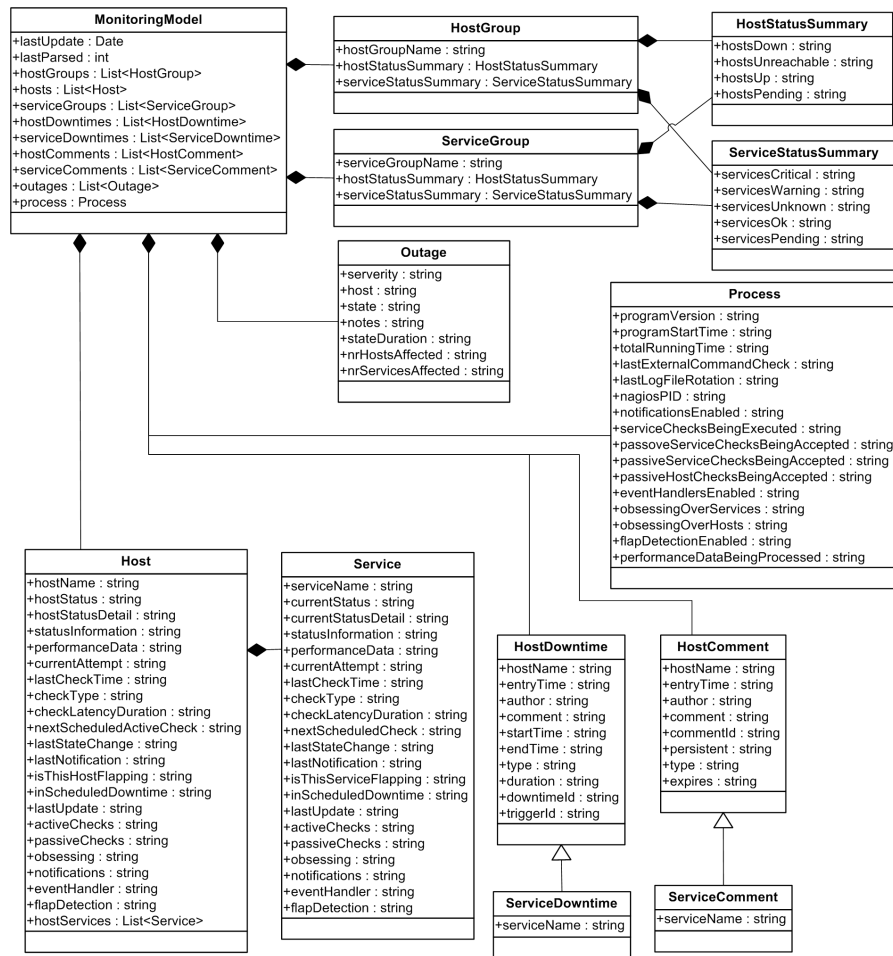 MonitoringModel
+lastUpdate : Date
+lastParsed : int
+hostGroups : List<HostGroup>
+hosts : List<Host>
+serviceGroups : List<ServiceGroup>
+hostDowntimes : List<HostDowntime>
+serviceDowntimes : List<ServiceDowntime>
+hostComments : List<HostComment>
+serviceComments : List<ServiceComment>
+outages : List<Outage>
+process : Process
HostGroup
+hostGroupName : string
+hostStatusSummary : HostStatusSummary
+serviceStatusSummary : ServiceStatusSummary
HostStatusSummary
+hostsDown : string
+hostsUnreachable : string
+hostsUp : string
+hostsPending : string
ServiceGroup
+serviceGroupName : string
+hostStatusSummary : HostStatusSummary
+serviceStatusSummary : ServiceStatusSummary
ServiceStatusSummary
+servicesCritical : string
+servicesWarning : string
+servicesUnknown : string
+servicesOk : string
+servicesPending : string
Outage
+serverity : string
+host : string
+state : string
+notes : string
+stateDuration : string
+nrHostsAffected : string
+nrServicesAffected : string
Process
+programVersion : string
+programStartTime : string
+totalRunningTime : string
+lastExternalCommandCheck : string
+lastLogFileRotation : string
+nagiosPID : string
+notificationsEnabled : string
+serviceChecksBeingExecuted : string
+passoveServiceChecksBeingAccepted : string
+passiveServiceChecksBeingAccepted : string
+passiveHostChecksBeingAccepted : string
+eventHandlersEnabled : string
+obsessingOverServices : string
+obsessingOverHosts : string
+flapDetectionEnabled : string
+performanceDataBeingProcessed : string
Host
+hostName : string
+hostStatus : string
+hostStatusDetail : string
+statusInformation : string
+performanceData : string
+currentAttempt : string
+lastCheckTime : string
+checkType : string
+checkLatencyDuration : string
+nextScheduledActiveCheck : string
+lastStateChange : string
+lastNotification : string
+isThisHostFlapping : string
+inScheduledDowntime : string
+lastUpdate : string
+activeChecks : string
+passiveChecks : string
+obsessing : string
+notifications : string
+eventHandler : string
+flapDetection : string
+hostServices : List<Service>
Service
+serviceName : string
+currentStatus : string
+currentStatusDetail : string
+statusInformation : string
+performanceData : string
+currentAttempt : string
+lastCheckTime : string
+checkType : string
+checkLatencyDuration : string
+nextScheduledCheck : string
+lastStateChange : string
+lastNotification : string
+isThisServiceFlapping : string
+inScheduledDowntime : string
+lastUpdate : string
+activeChecks : string
+passiveChecks : string
+obsessing : string
+notifications : string
+eventHandler : string
+flapDetection : string
HostDowntime
+hostName : string
+entryTime : string
+author : string
+comment : string
+startTime : string
+endTime : string
+type : string
+duration : string
+downtimeId : string
+triggerId : string
HostComment
+hostName : string
+entryTime : string
+author : string
+comment : string
+commentId : string
+persistent : string
+type : string
+expires : string
ServiceDowntime
+serviceName : string
ServiceComment
+serviceName : string